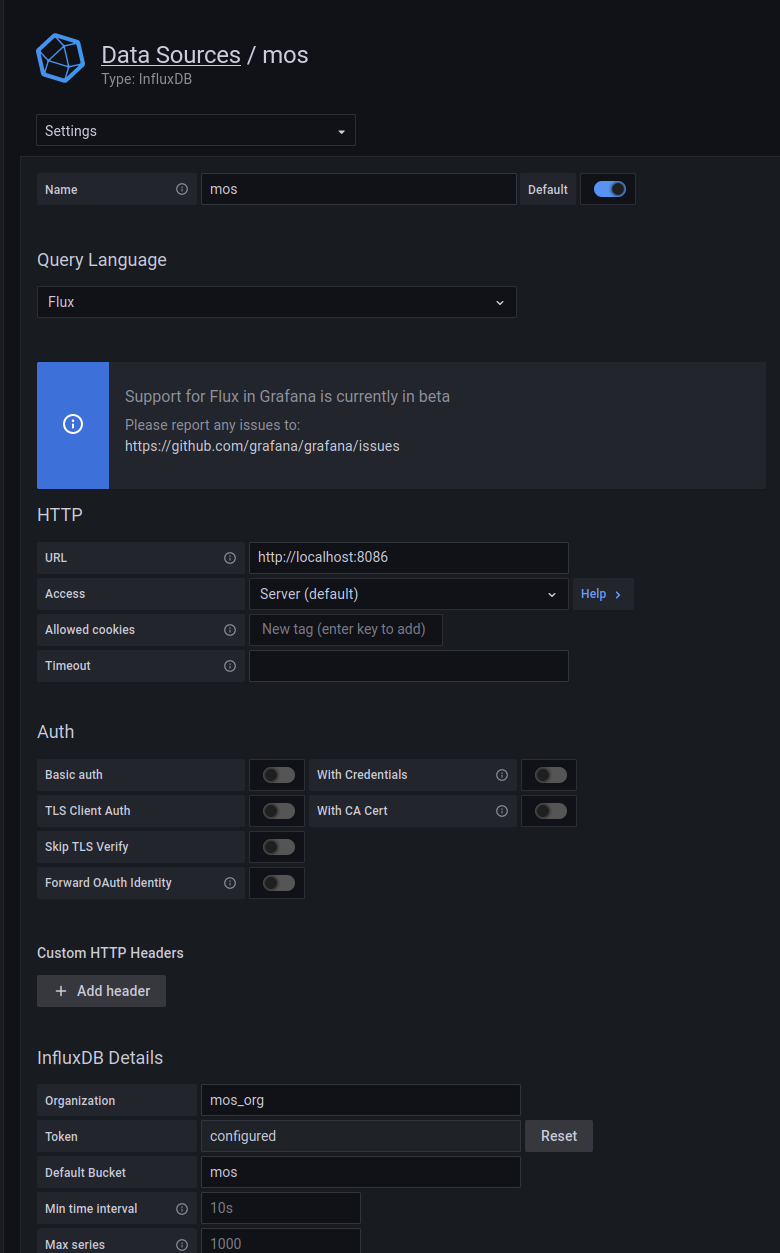 Data Sources / mos
Type: InfluxDB
Settings
Name mos Default
Query Language
Flux
Support for Flux in Grafana is currently in beta
Please report any issues to:
https://github.com/grafana/grafana/issues
HTTP
URL http://localhost:8086
Access Server (default) Help
Allowed cookies New tag (enter key to add)
Timeout
Auth
Basic auth With Credentials
TLS Client Auth With CA Cert
Skip TLS Verify
Forward OAuth Identity
Custom HTTP Headers
+ Add header
InfluxDB Details
Organization mos_org
Token configured Reset
Default Bucket mos
Min time interval 10s
Max series 1000